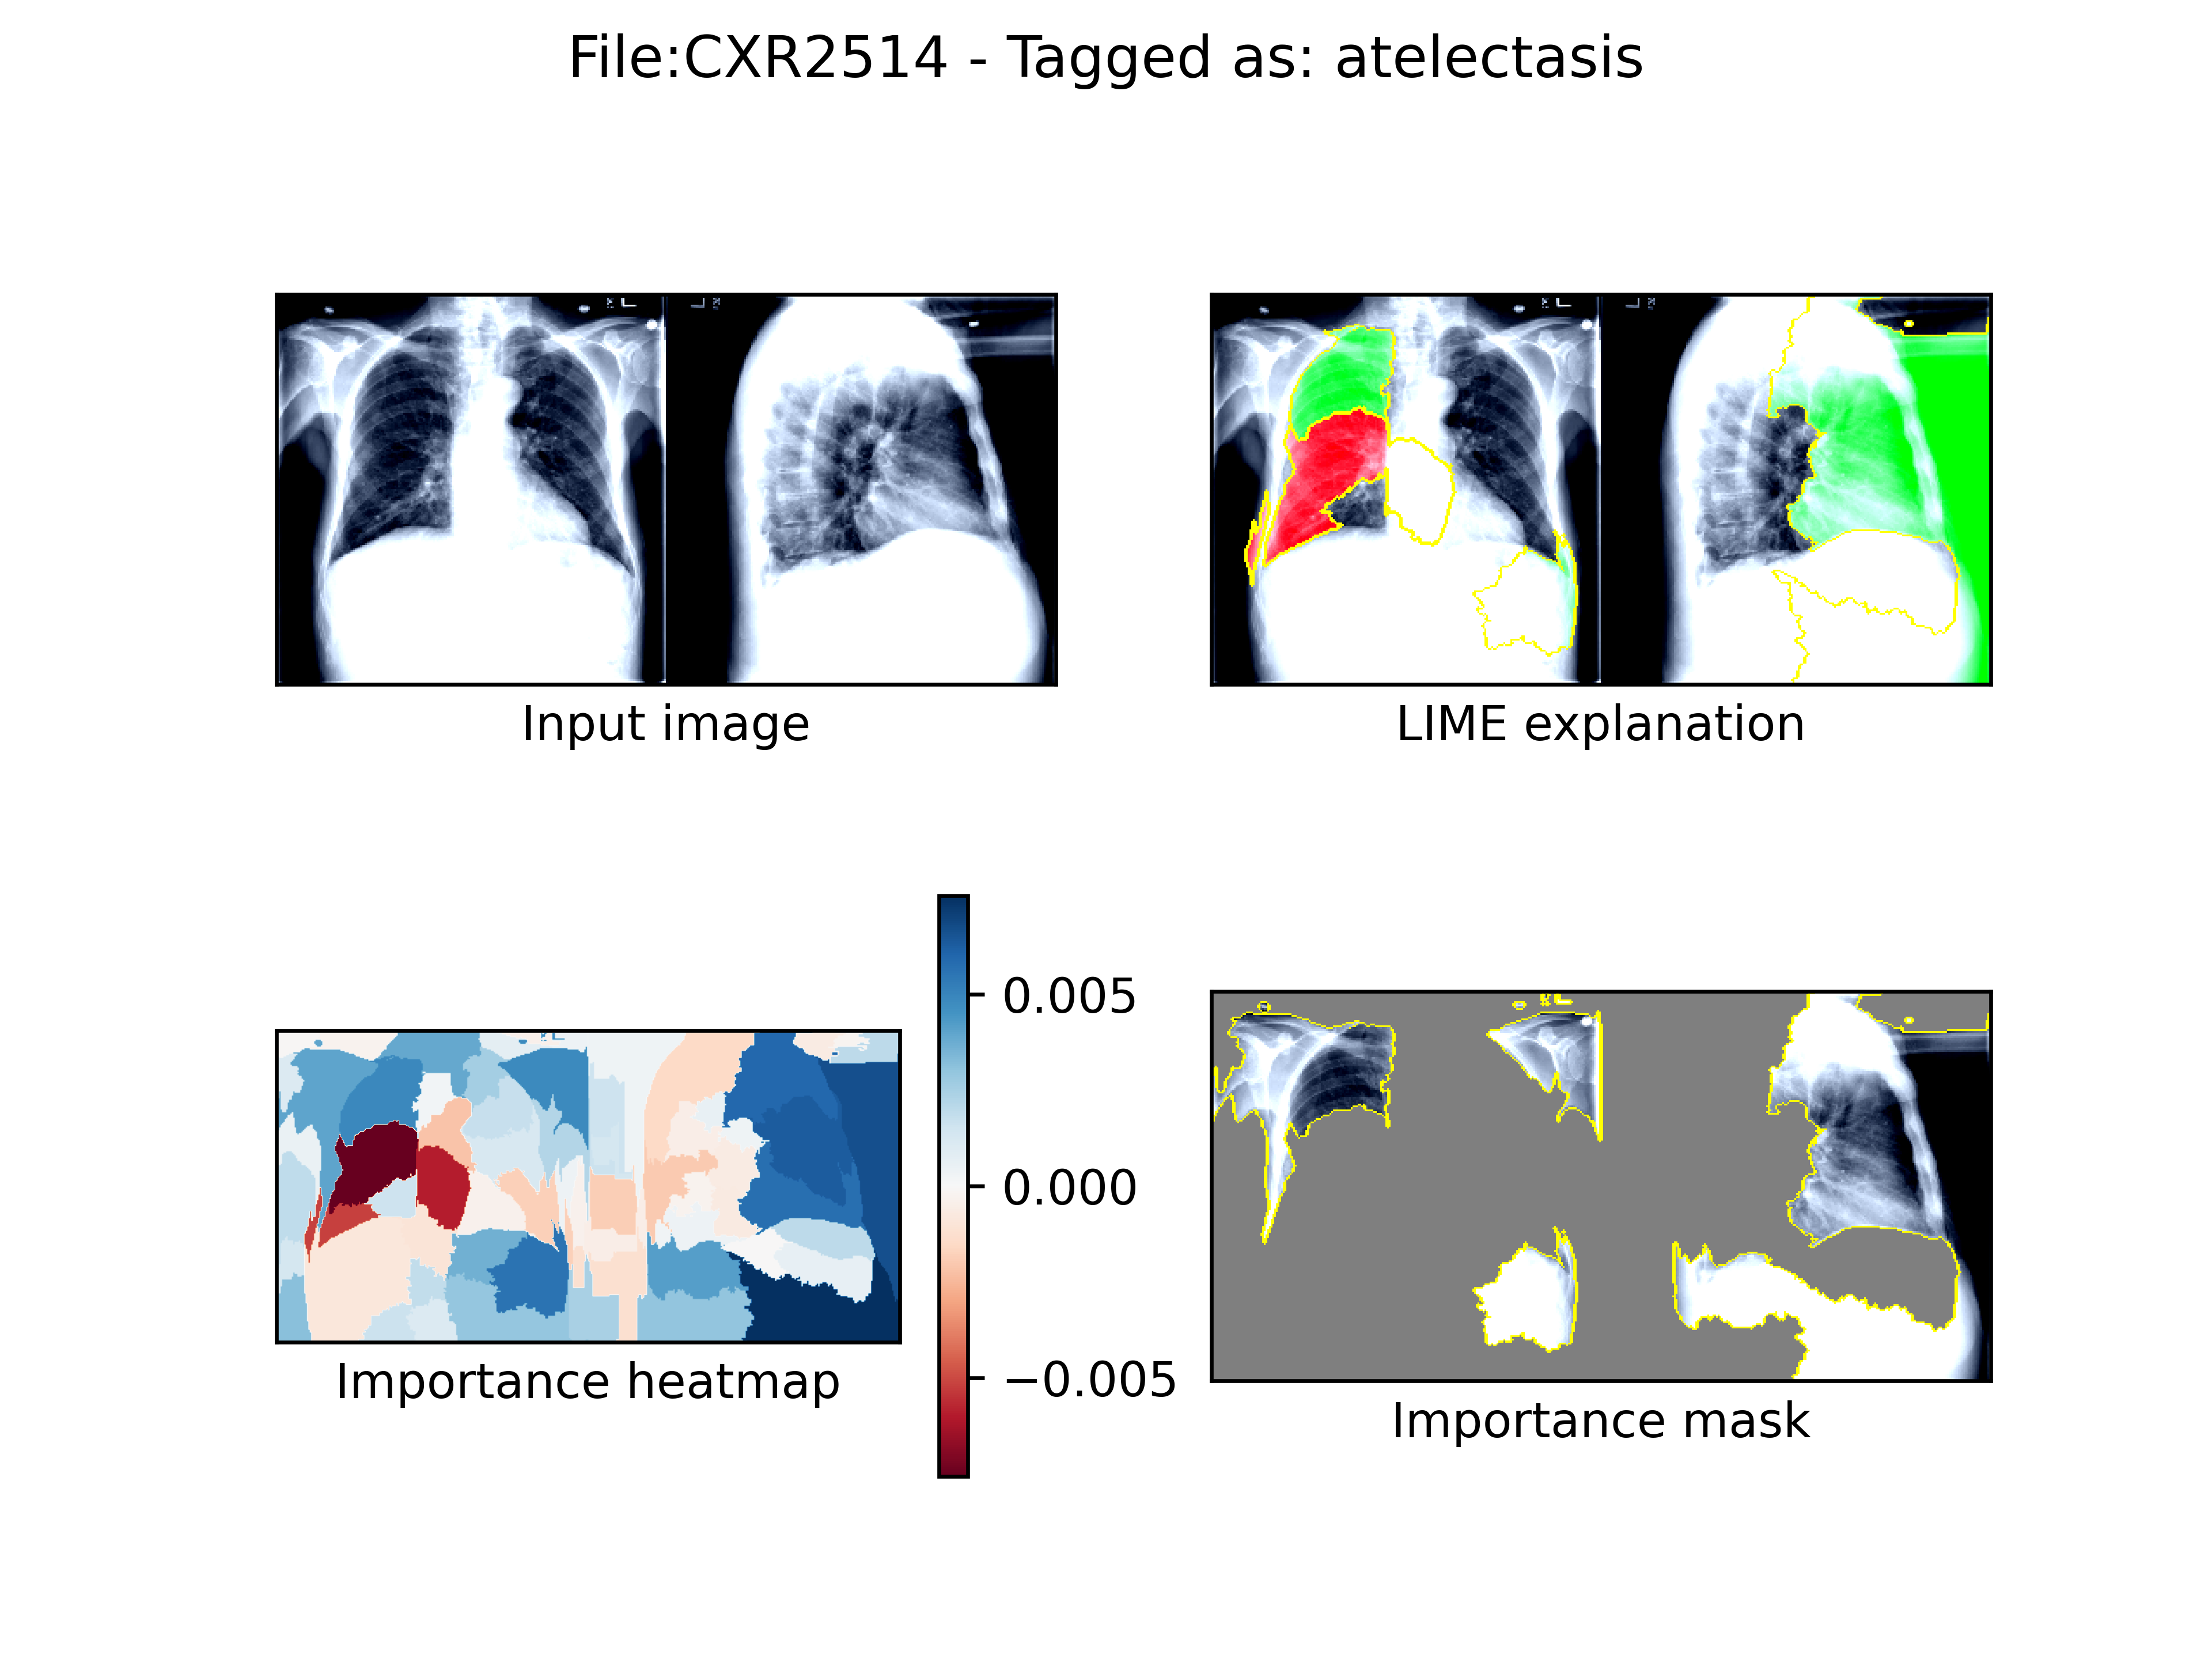 File:CXR2514 - Tagged as: atelectasis
Input image
LIME explanation
0.005
0.000
−0.005
Importance heatmap
Importance mask